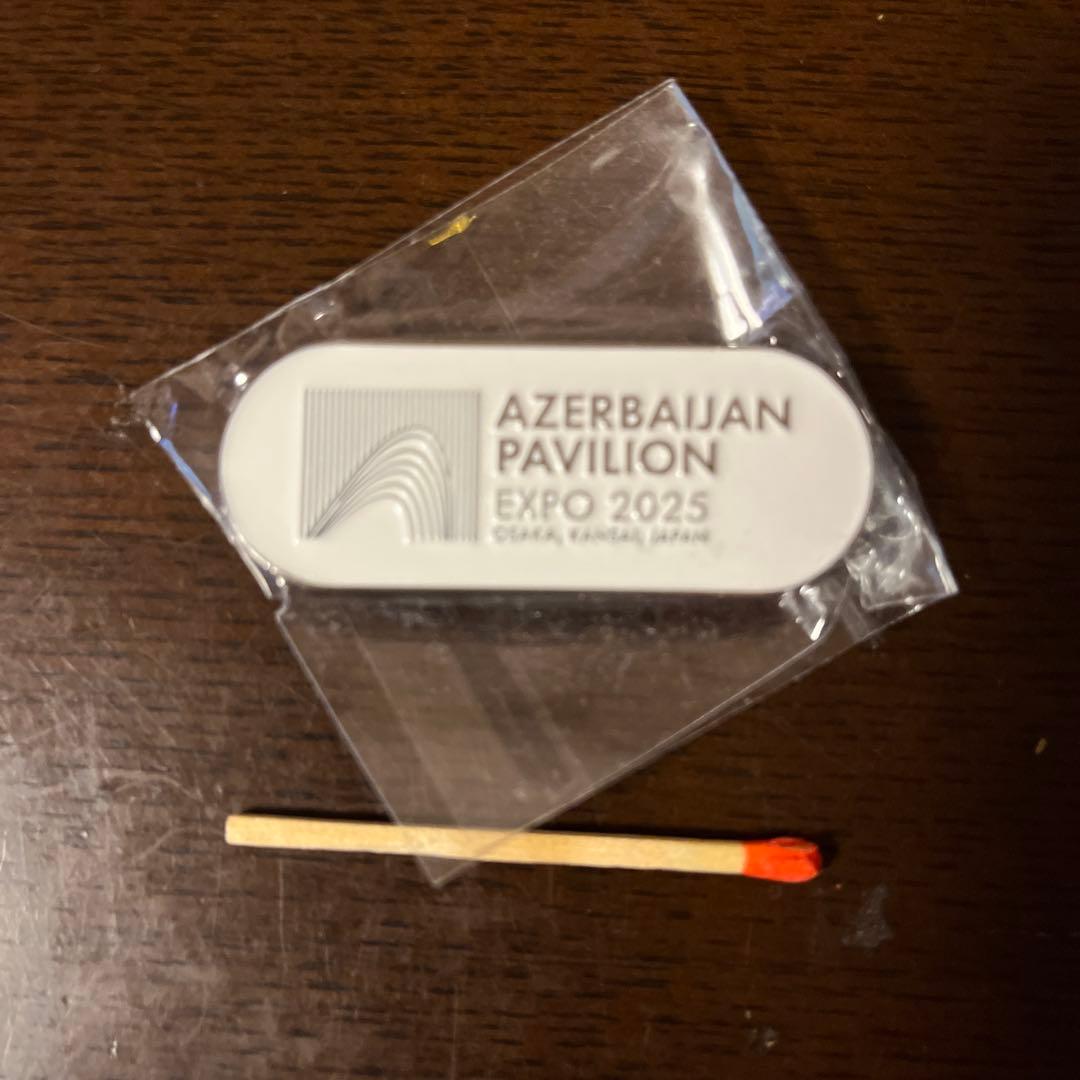 AZERBAIJAN
PAVILION
EXPO 2025
OSAKA, KANSAI, JAPAN